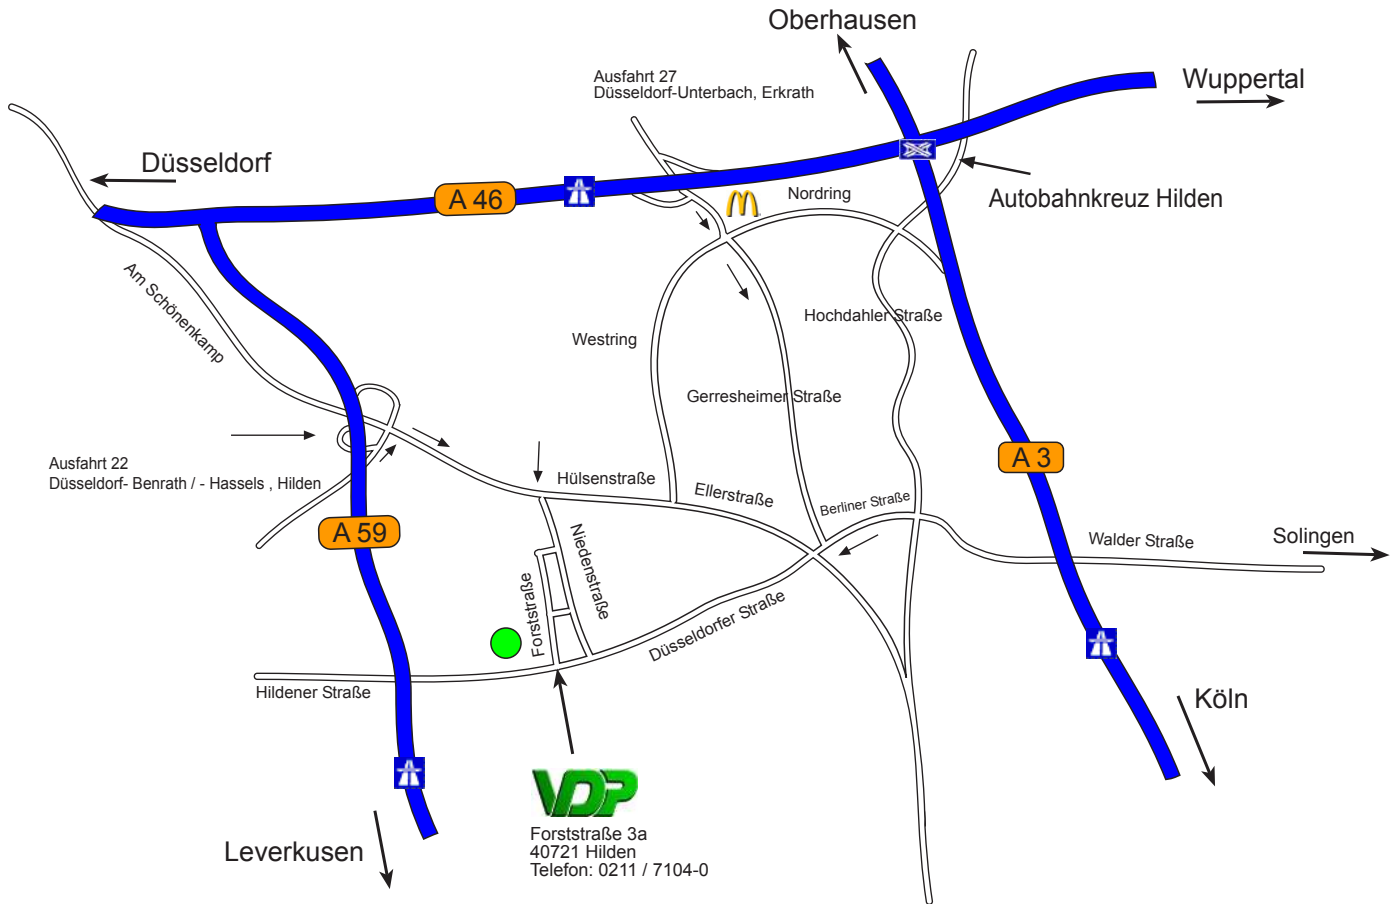 Oberhausen
Ausfahrt 27
Düsseldorf-Unterbach, Erkrath
Wuppertal
Düsseldorf
A 46
Nordring
Autobahnkreuz Hilden
Am Schönenkamp
Hochdahler Straße
Westring
Gerresheimer Straße
Ausfahrt 22
Düsseldorf- Benrath / - Hassels , Hilden
A 3
Hülsenstraße
Ellerstraße
Berliner Straße
A 59
Niedenstraße
Walder Straße
Solingen
Forststraße
Düsseldorfer Straße
Hildener Straße
Köln
VDP
Forststraße 3a
40721 Hilden
Telefon: 0211 / 7104-0
Leverkusen